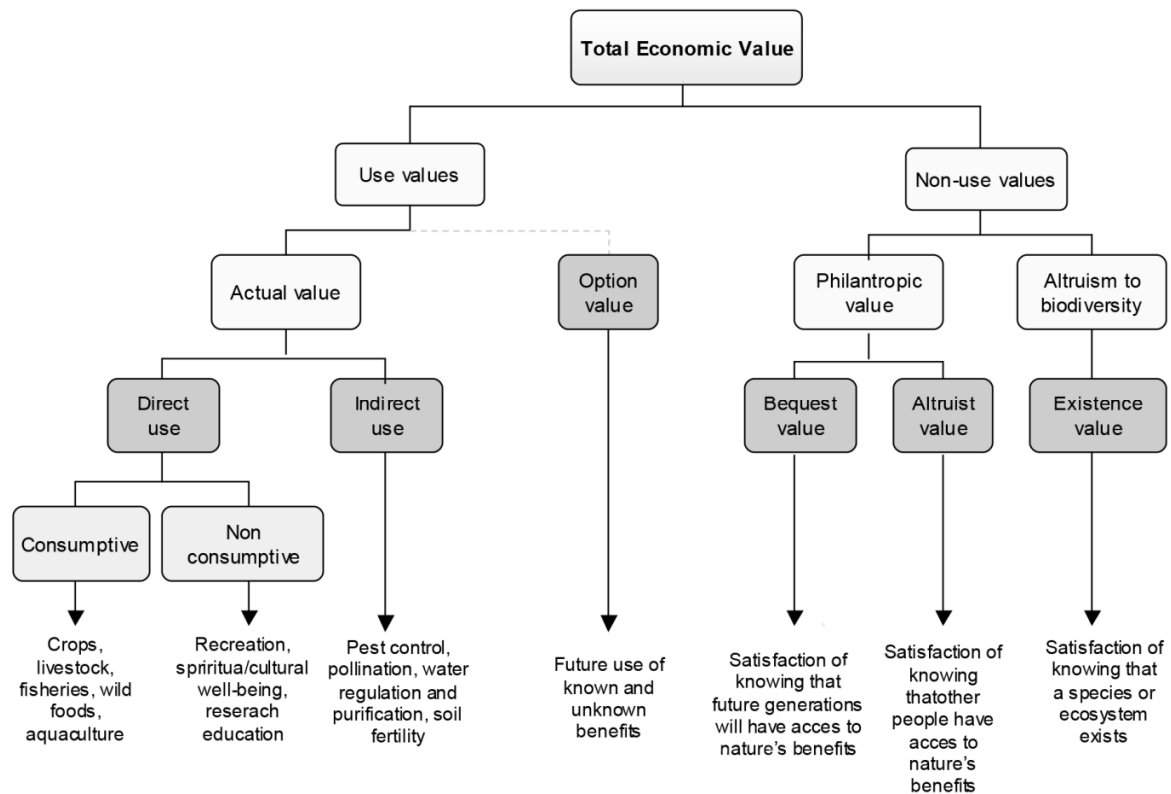 Total Economic Value
Use values
Non-use values
Actual value
Option
value
Philantropic
value
Altruism to
biodiversity
Direct
use
Indirect
use
Bequest
value
Altruist
value
Existence
value
Consumptive
Non
consumptive
Crops,
livestock,
fisheries, wild
foods,
aquaculture
Recreation,
spriritua/cultural
well-being,
reserach
education
Pest control,
pollination, water
regulation and
purification, soil
fertility
Future use of
known and
unknown
benefits
Satisfaction of
knowing that
future generations
will have acces to
nature's benefits
Satisfaction of
knowing
thatother
people have
acces to
nature's
benefits
Satisfaction of
knowing that
a species or
ecosystem
exists